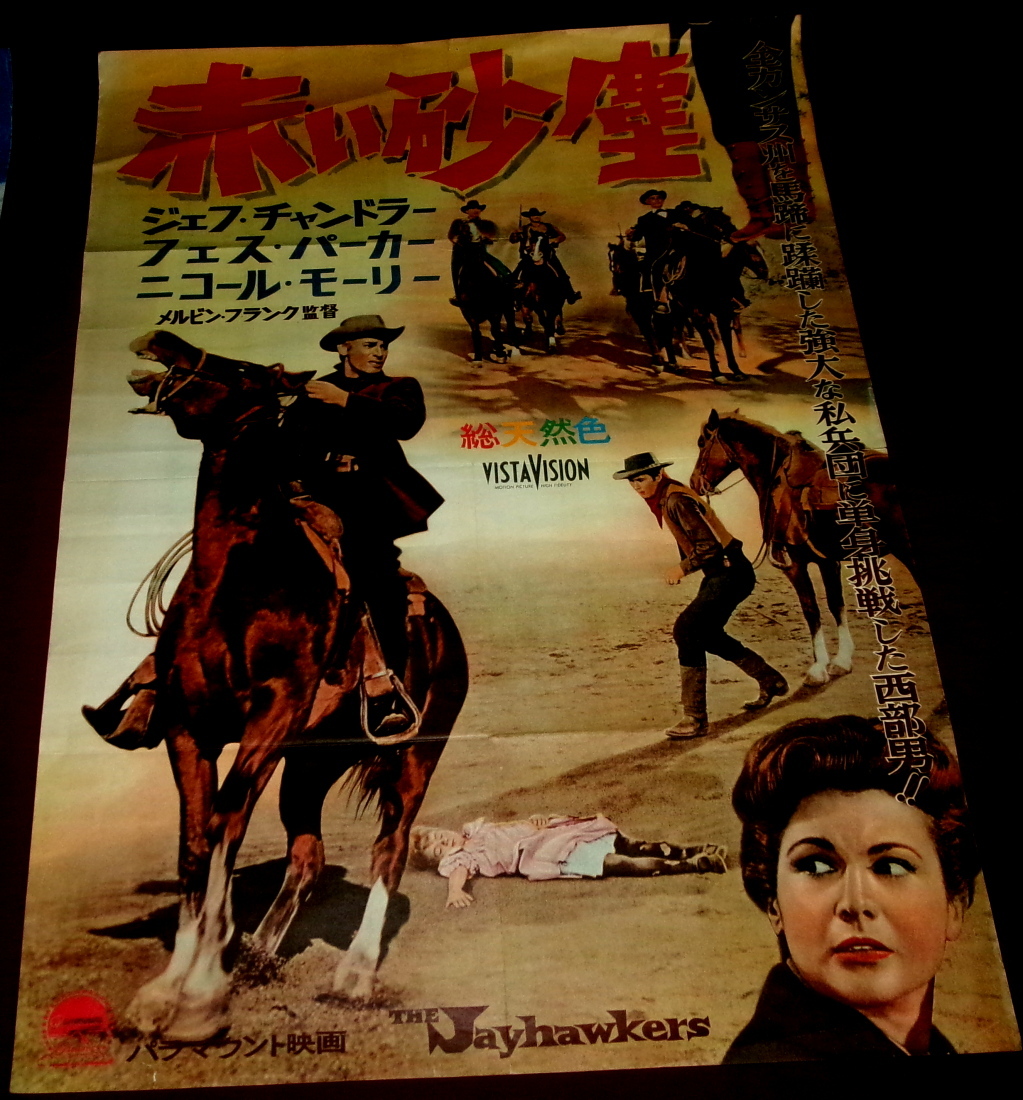 赤い砂塵
ジェフ・チャンドラー
フェス・パーカー
ニコール・モーリー
メルビン・フランク監督
全カンサス州を馬蹄に蹂躙した強大な私兵団に単身挑戦した西部男!!
総天然色
VISTAVISION
MOTION PICTURE HIGH FIDELITY
パラマウント映画
THE Jayhawkers